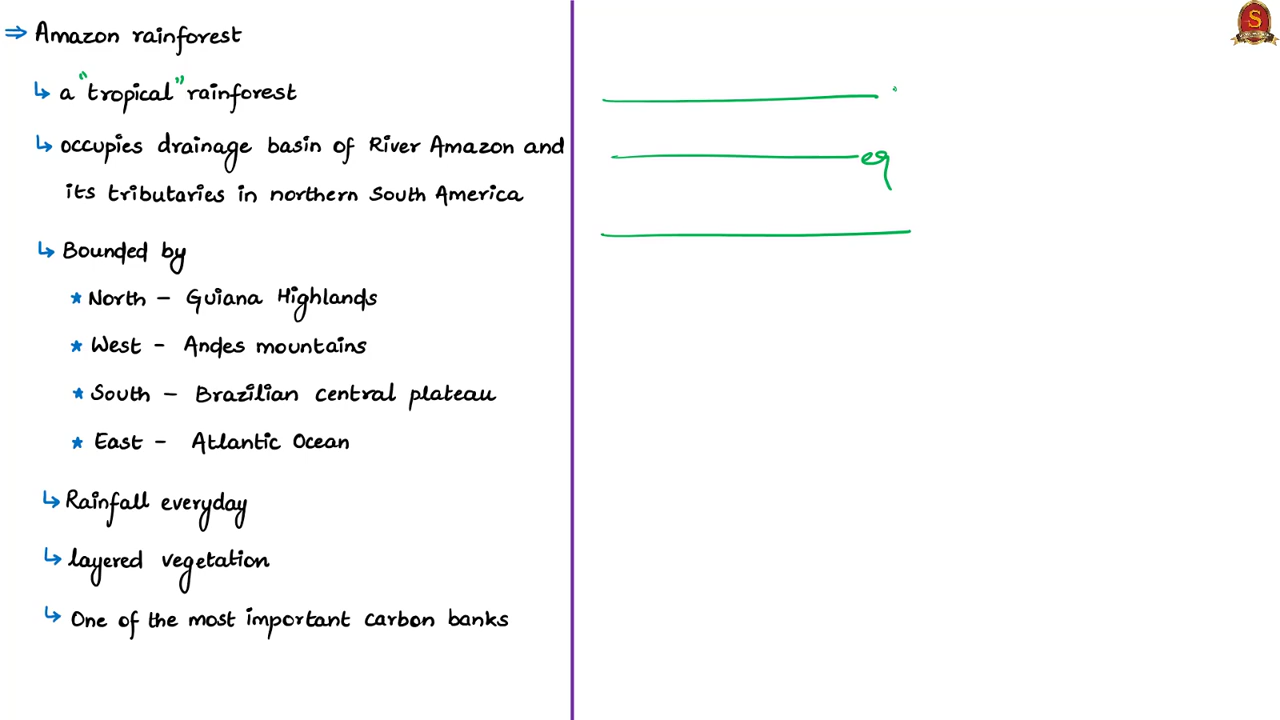 ⇒ Amazon rainforest
↳ a "tropical" rainforest
↳ occupies drainage basin of River Amazon and
its tributaries in northern South America
↳ Bounded by
* North - Guiana Highlands
* West - Andes mountains
* South - Brazilian central plateau
* East - Atlantic Ocean
↳ Rainfall everyday
↳ layered vegetation
↳ One of the most important carbon banks
eq
S